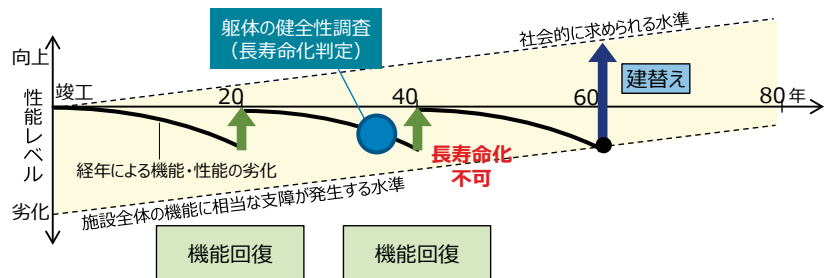 躯体の健全性調査
（長寿命化判定）
社会的に求められる水準
向上
竣工
20
40
60
80 年
建替え
性能レベル
経年による機能・性能の劣化
長寿命化
不可
劣化
施設全体の機能に相当な支障が発生する水準
機能回復
機能回復